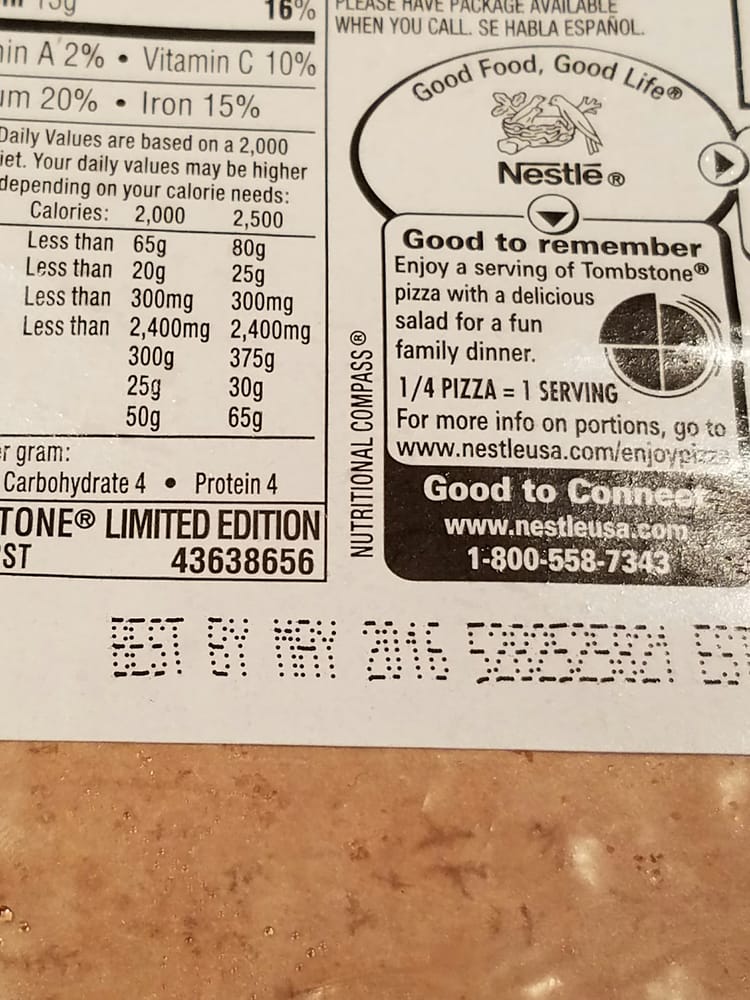 16%
in A 2% • Vitamin C 10%
um 20% • Iron 15%
Daily Values are based on a 2,000
iet. Your daily values may be higher
depending on your calorie needs:
Calories: 2,000 2,500
Less than 65g 80g
Less than 20g 25g
Less than 300mg 300mg
Less than 2,400mg 2,400mg
300g 375g
25g 30g
50g 65g
er gram:
Carbohydrate 4 • Protein 4
TONE® LIMITED EDITION
ST 43638656
PLEASE HAVE PACKAGE AVAILABLE
WHEN YOU CALL. SE HABLA ESPAÑOL.
Good Food, Good Life®
Nestlé®
NUTRITIONAL COMPASS®
Good to remember
Enjoy a serving of Tombstone®
pizza with a delicious
salad for a fun
family dinner.
1/4 PIZZA = 1 SERVING
For more info on portions, go to
www.nestleusa.com/enjoypizza
Good to Connect
www.nestleusa.com
1-800-558-7343
BEST BY MAY 2016